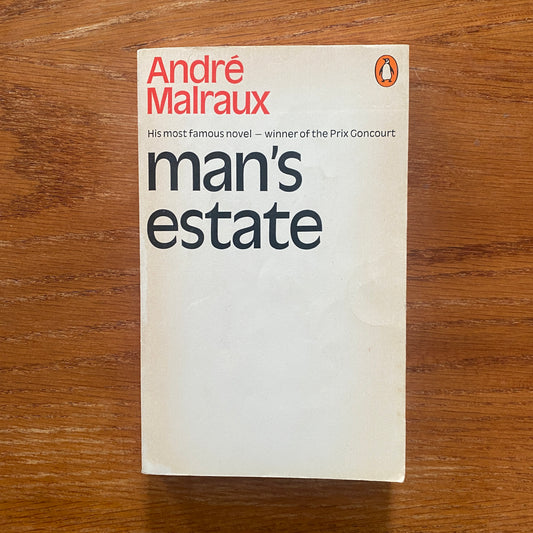 André
Malraux
His most famous novel – winner of the Prix Goncourt
man's
estate